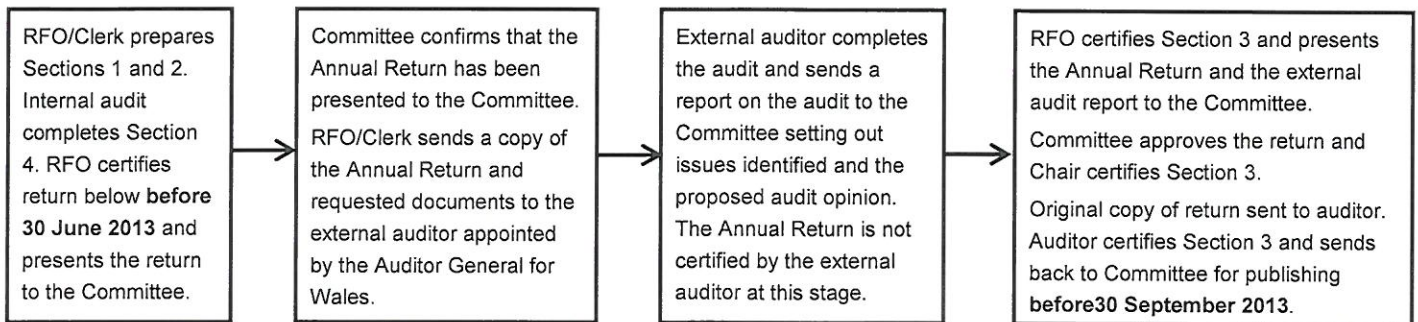 RFO/Clerk prepares
Sections 1 and 2.
Internal audit
completes Section
4. RFO certifies
return below before
30 June 2013 and
presents the return
to the Committee.
Committee confirms that the
Annual Return has been
presented to the Committee.
RFO/Clerk sends a copy of
the Annual Return and
requested documents to the
external auditor appointed
by the Auditor General for
Wales.
External auditor completes
the audit and sends a
report on the audit to the
Committee setting out
issues identified and the
proposed audit opinion.
The Annual Return is not
certified by the external
auditor at this stage.
RFO certifies Section 3 and presents
the Annual Return and the external
audit report to the Committee.
Committee approves the return and
Chair certifies Section 3.
Original copy of return sent to auditor.
Auditor certifies Section 3 and sends
back to Committee for publishing
before30 September 2013.